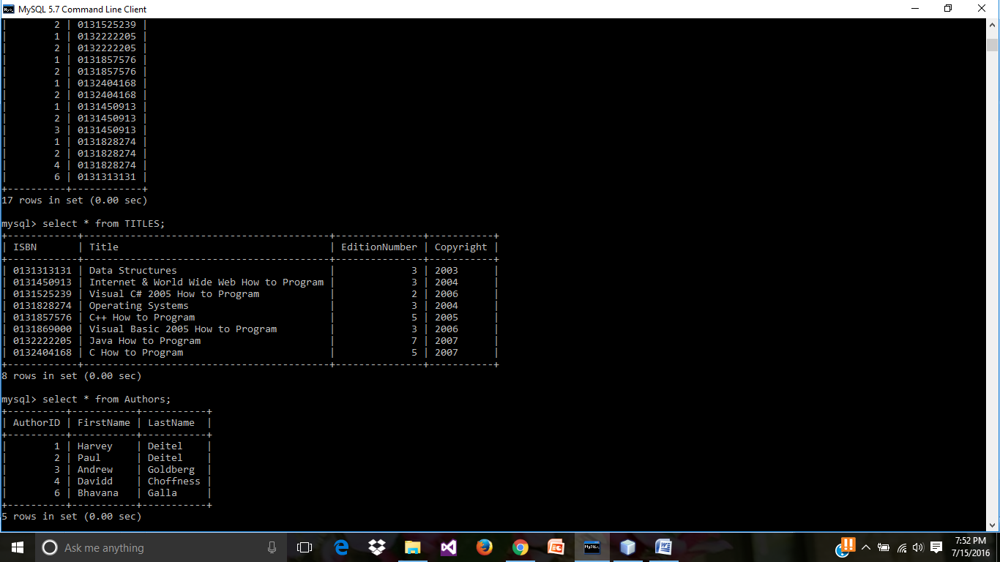 MySQL 5.7 Command Line Client
|        2 | 0131525239 |
|        1 | 0132222205 |
|        2 | 0132222205 |
|        1 | 0131857576 |
|        2 | 0131857576 |
|        1 | 0132404168 |
|        2 | 0132404168 |
|        1 | 0131450913 |
|        2 | 0131450913 |
|        3 | 0131450913 |
|        1 | 0131828274 |
|        2 | 0131828274 |
|        4 | 0131828274 |
|        6 | 0131313131 |
+----------+------------+
17 rows in set (0.00 sec)
mysql> select * from TITLES;
+------------+------------------------------------------+---------------+-----------+
| ISBN       | Title                                    | EditionNumber | Copyright |
+------------+------------------------------------------+---------------+-----------+
| 0131313131 | Data Structures                          |             3 | 2003      |
| 0131450913 | Internet & World Wide Web How to Program |             3 | 2004      |
| 0131525239 | Visual C# 2005 How to Program            |             2 | 2006      |
| 0131828274 | Operating Systems                        |             3 | 2004      |
| 0131857576 | C++ How to Program                       |             5 | 2005      |
| 0131869000 | Visual Basic 2005 How to Program         |             3 | 2006      |
| 0132222205 | Java How to Program                      |             7 | 2007      |
| 0132404168 | C How to Program                         |             5 | 2007      |
+------------+------------------------------------------+---------------+-----------+
8 rows in set (0.00 sec)
mysql> select * from Authors;
+----------+-----------+-----------+
| AuthorID | FirstName | LastName  |
+----------+-----------+-----------+
|        1 | Harvey    | Deitel    |
|        2 | Paul      | Deitel    |
|        3 | Andrew    | Goldberg  |
|        4 | Davidd    | Choffness |
|        6 | Bhavana   | Galla     |
+----------+-----------+-----------+
5 rows in set (0.00 sec)
Ask me anything
7:52 PM
7/15/2016